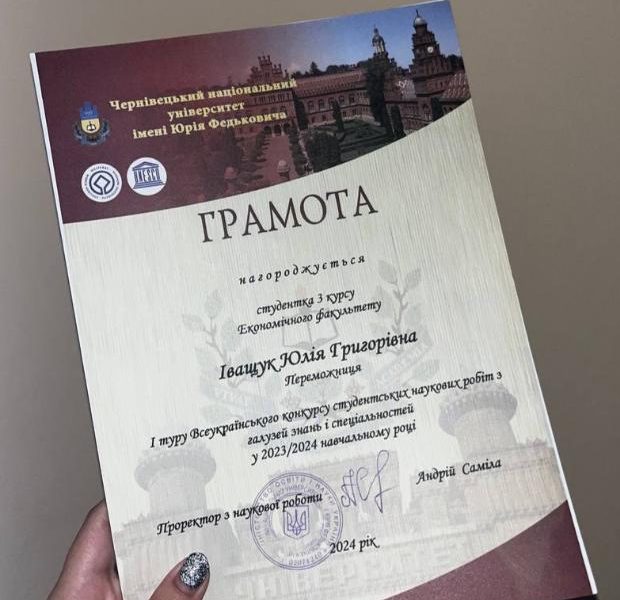 Чернівецький національний
університет
імені Юрія Федьковича
UNESCO
ГРАМОТА
нагороджується
студентка 3 курсу
Економічного факультету
Іващук Юлія Григорівна
Переможниця
І туру Всеукраїнського конкурсу студентських наукових робіт з
галузей знань і спеціальностей
у 2023/2024 навчальному році
Проректор з наукової роботи
Андрій Саміла
2024 рік